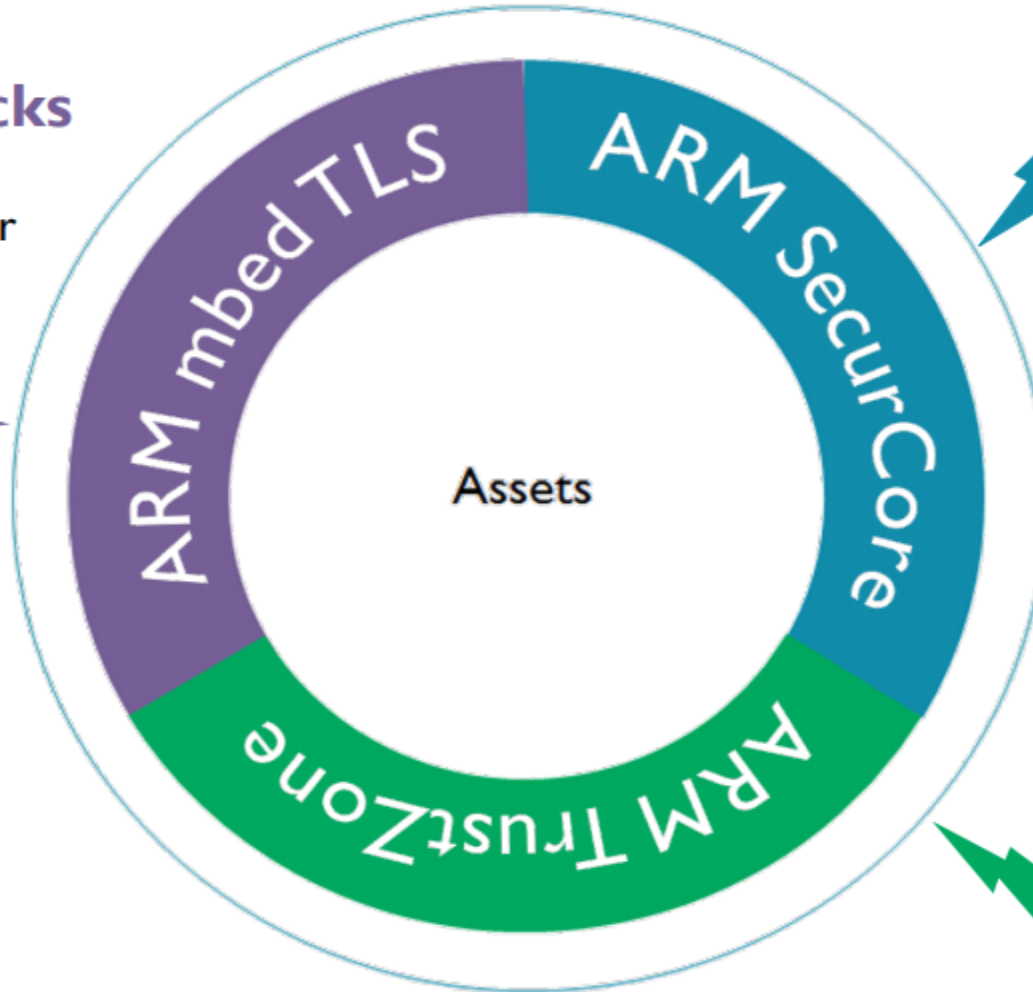 cks
r
ARM mbed TLS
ARM SecurCore
Assets
ARM TrustZone